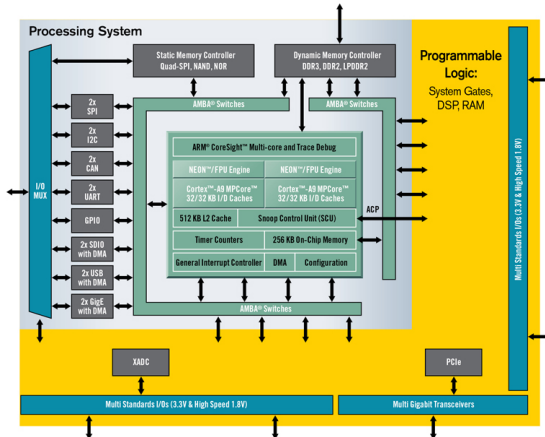 Processing System
Static Memory Controller
Quad-SPI, NAND, NOR
Dynamic Memory Controller
DDR3, DDR2, LPDDR2
Programmable
Logic:
System Gates,
DSP, RAM
AMBA® Switches
AMBA® Switches
2x
SPI
2x
I2C
2x
CAN
2x
UART
GPIO
2x SDIO
with DMA
2x USB
with DMA
2x GigE
with DMA
I/O
MUX
ARM® CoreSight™ Multi-core and Trace Debug
NEON™/FPU Engine
NEON™/FPU Engine
Cortex™-A9 MPCore™
32/32 KB I/D Caches
Cortex™-A9 MPCore™
32/32 KB I/D Caches
512 KB L2 Cache
Snoop Control Unit (SCU)
Timer Counters
256 KB On-Chip Memory
General Interrupt Controller
DMA
Configuration
ACP
AMBA® Switches
Multi Standards I/Os (3.3V & High Speed 1.8V)
XADC
PCIe
Multi Standards I/Os (3.3V & High Speed 1.8V)
Multi Gigabit Transceivers